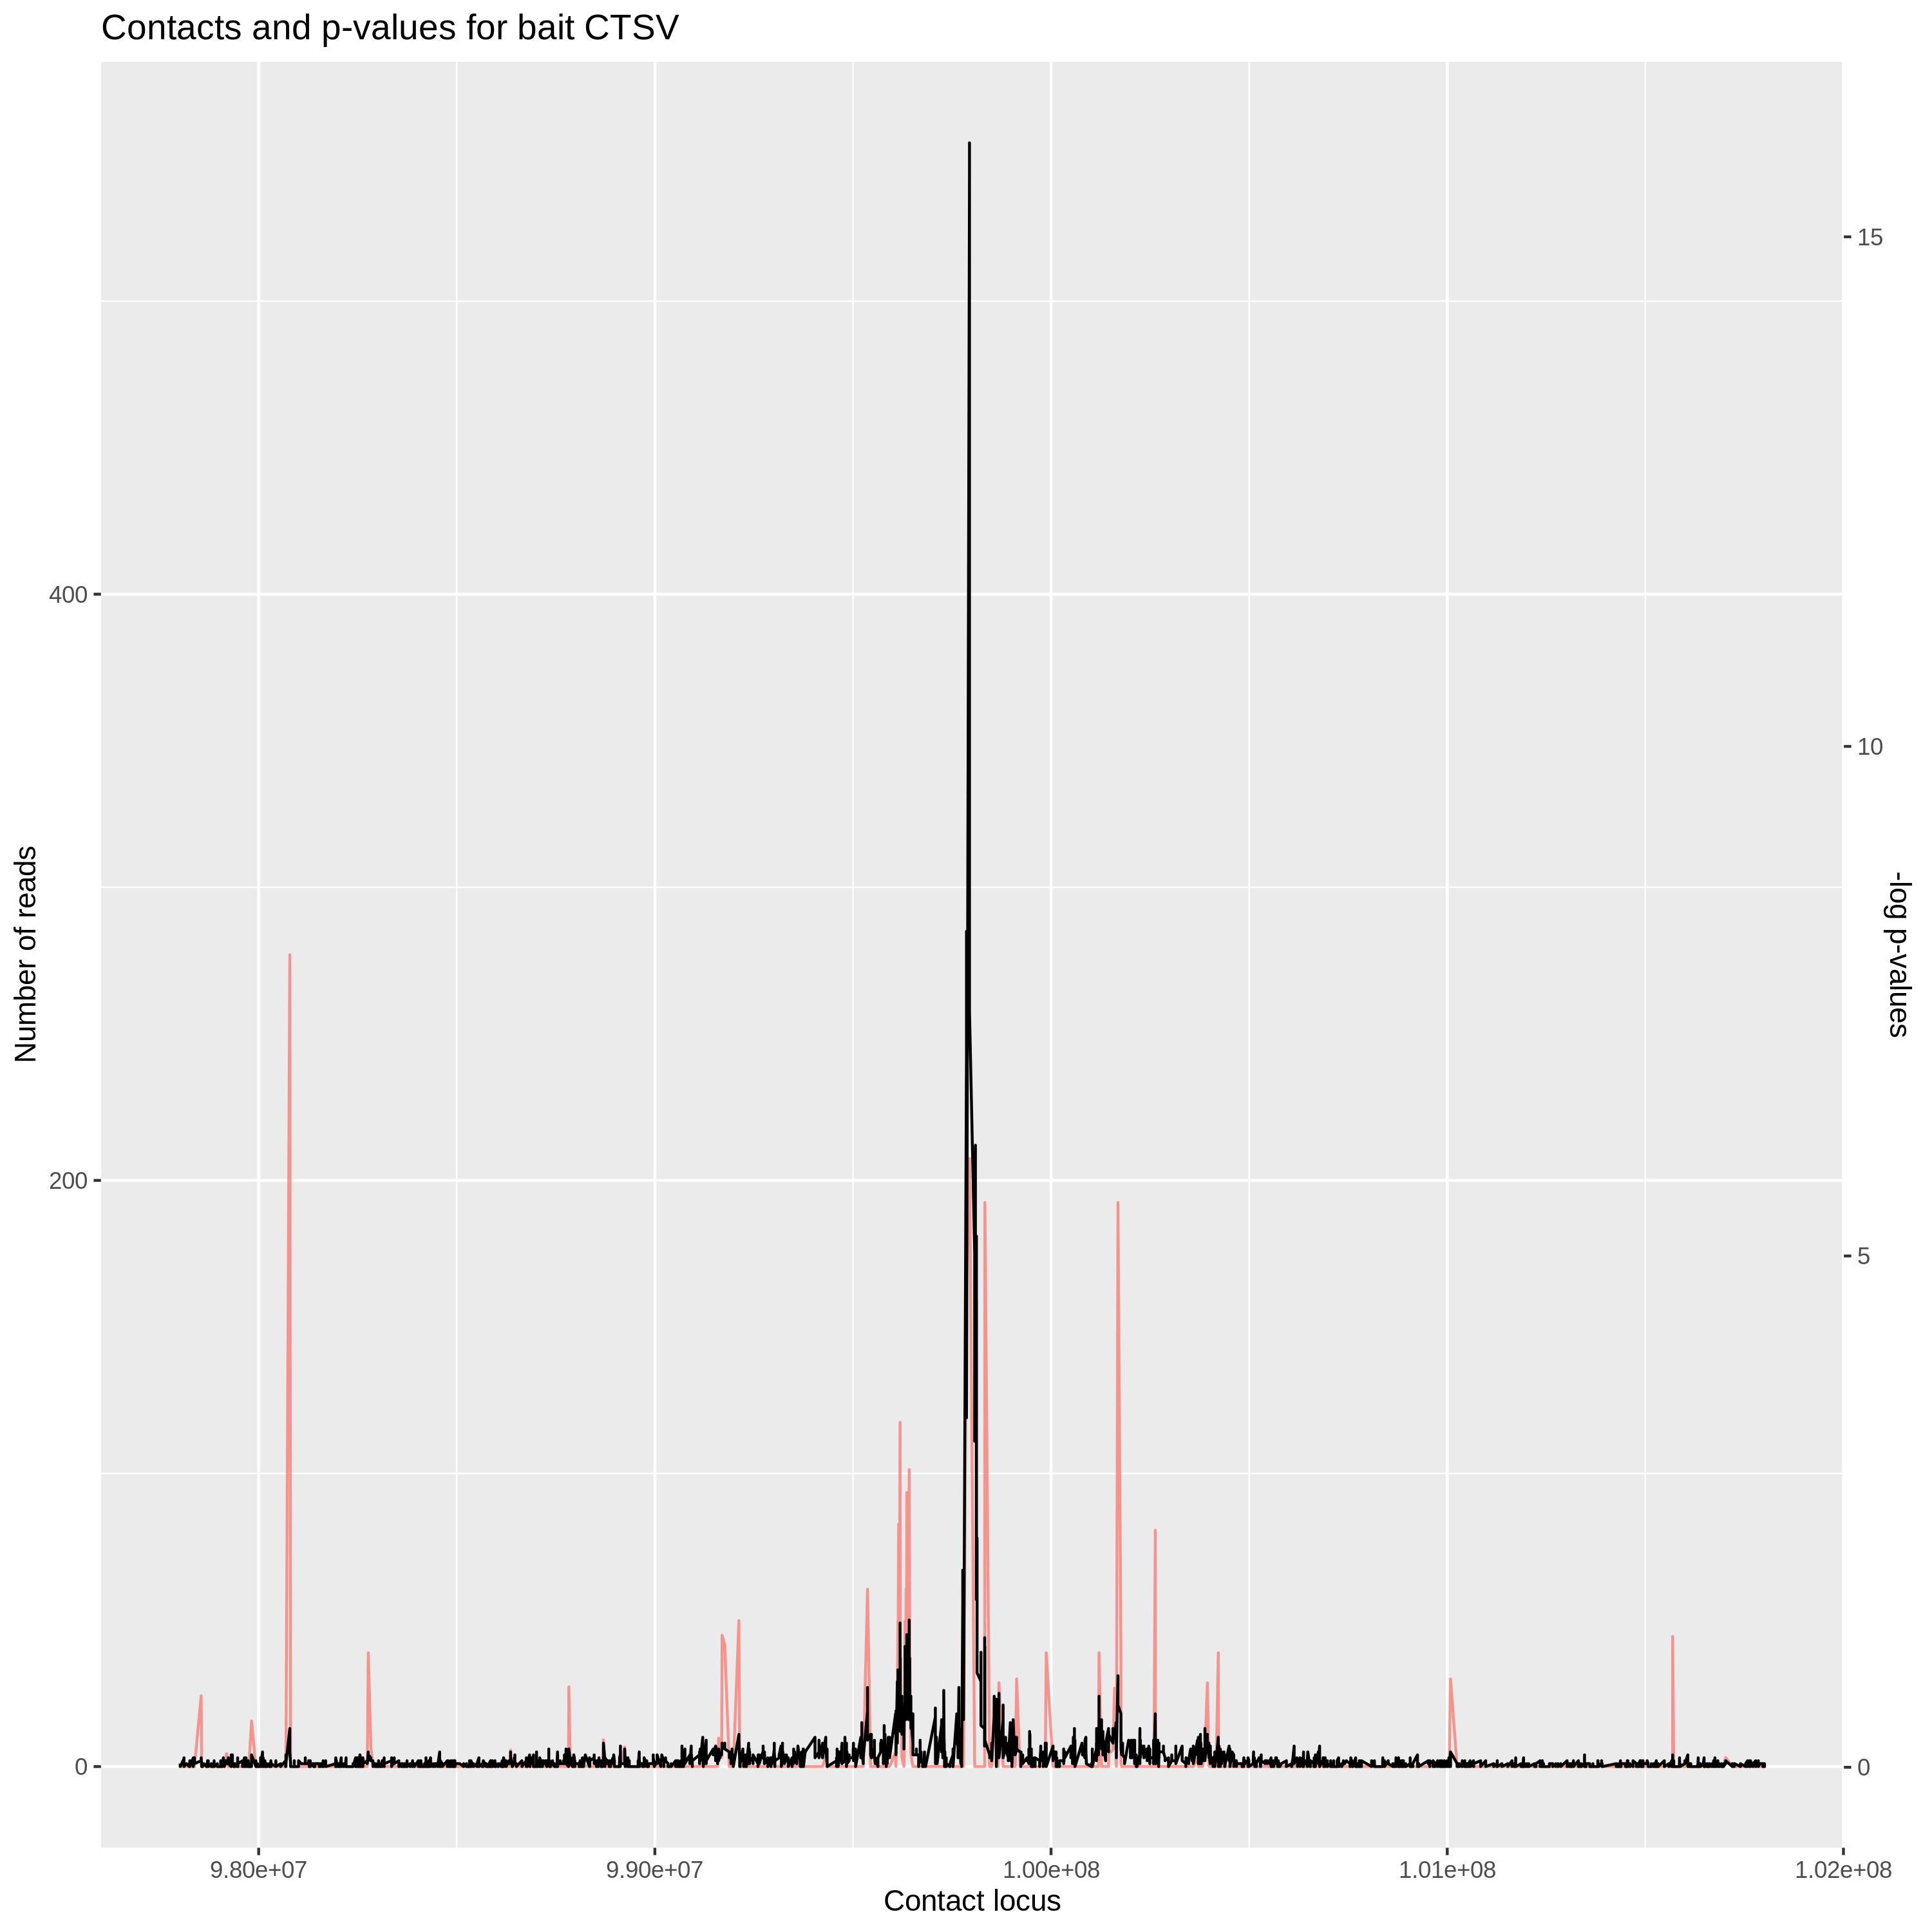 Contacts and p-values for bait CTSV
15
400
10
Number of reads
-log p-values
200
5
0
0
9.80e+07
9.90e+07
1.00e+08
1.01e+08
1.02e+08
Contact locus